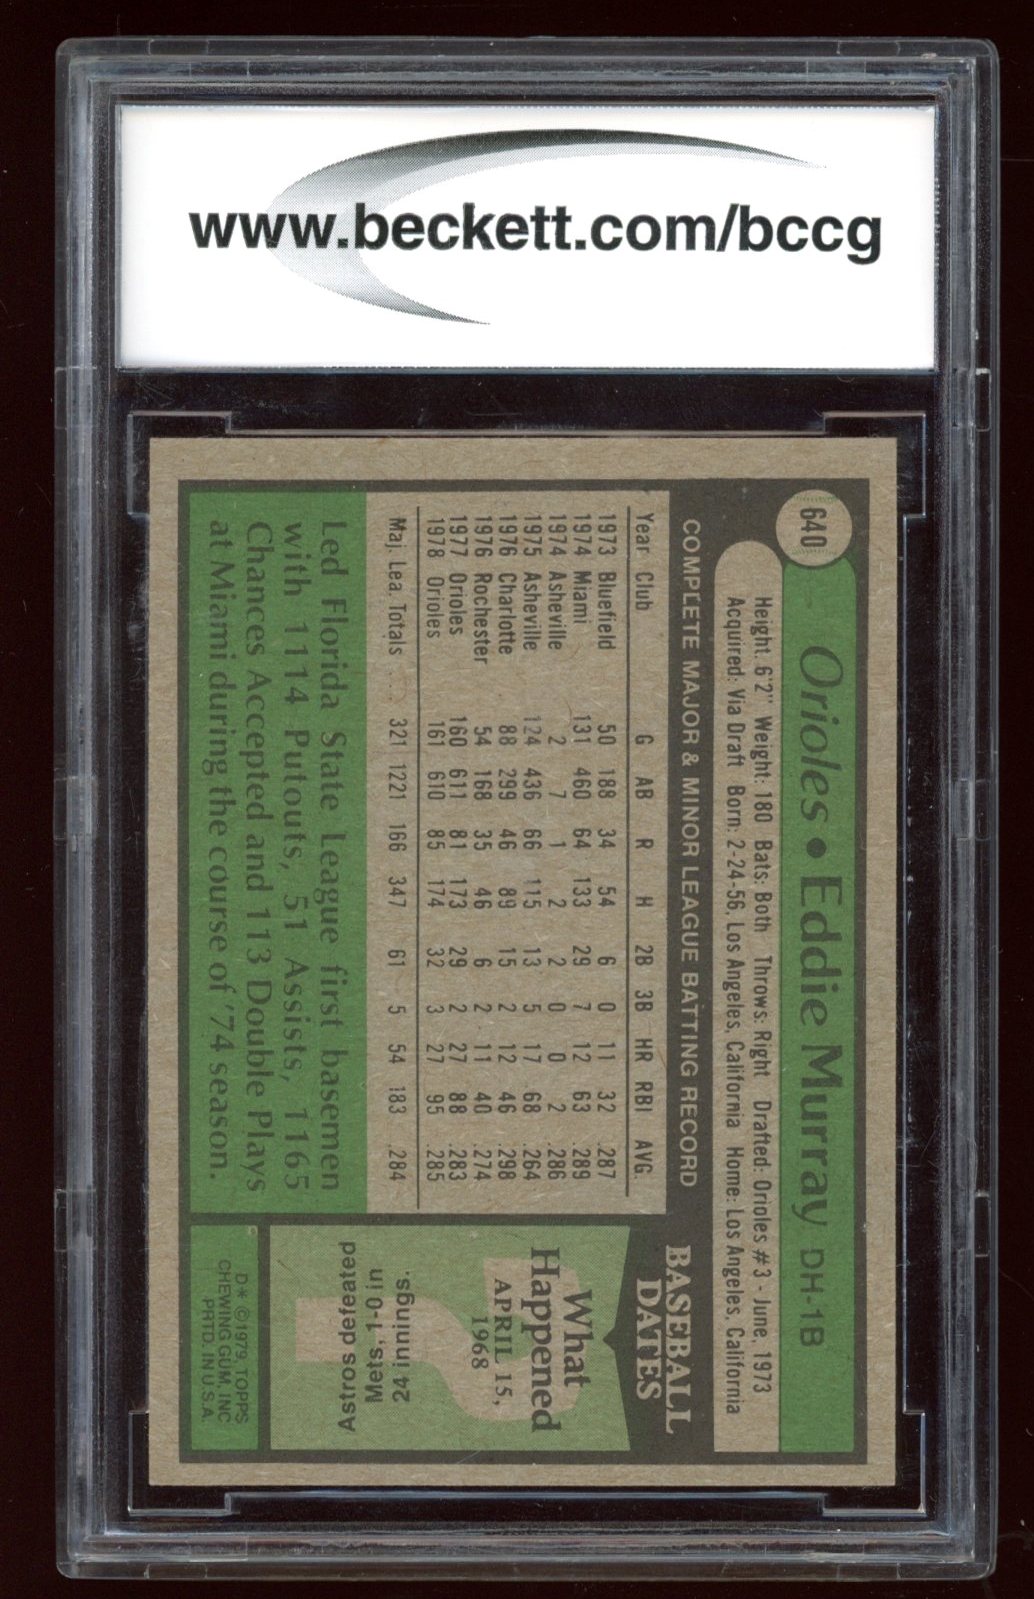 www.beckett.com/bccg
640
Orioles • Eddie Murray DH-1B
Height: 6'2" Weight: 180 Bats: Both Throws: Right Drafted: Orioles #3 - June, 1973
Acquired: Via Draft Born: 2-24-56, Los Angeles, California Home: Los Angeles, California
COMPLETE MAJOR & MINOR LEAGUE BATTING RECORD
Year Club G AB R H 2B 3B HR RBI AVG.
1973 Bluefield 50 188 34 54 6 0 11 32 .287
1974 Miami 131 460 64 133 29 7 12 63 .289
1974 Asheville 2 7 1 2 2 0 0 2 .286
1975 Asheville 124 436 66 115 13 5 17 68 .264
1976 Charlotte 88 299 46 89 15 2 12 46 .298
1976 Rochester 54 168 35 46 6 2 11 40 .274
1977 Orioles 160 611 81 173 29 2 27 88 .283
1978 Orioles 161 610 85 174 32 3 27 95 .285
Maj. Lea. Totals 321 1221 166 347 61 5 54 183 .284
Led Florida State League first basemen
with 1114 Putouts, 51 Assists, 1165
Chances Accepted and 113 Double Plays
at Miami during the course of '74 season.
BASEBALL
DATES
What
Happened
APRIL 15,
1968
Astros defeated
Mets, 1-0 in
24 innings.
D* ©1979 TOPPS
CHEWING GUM, INC
PRTD. IN U.S.A.